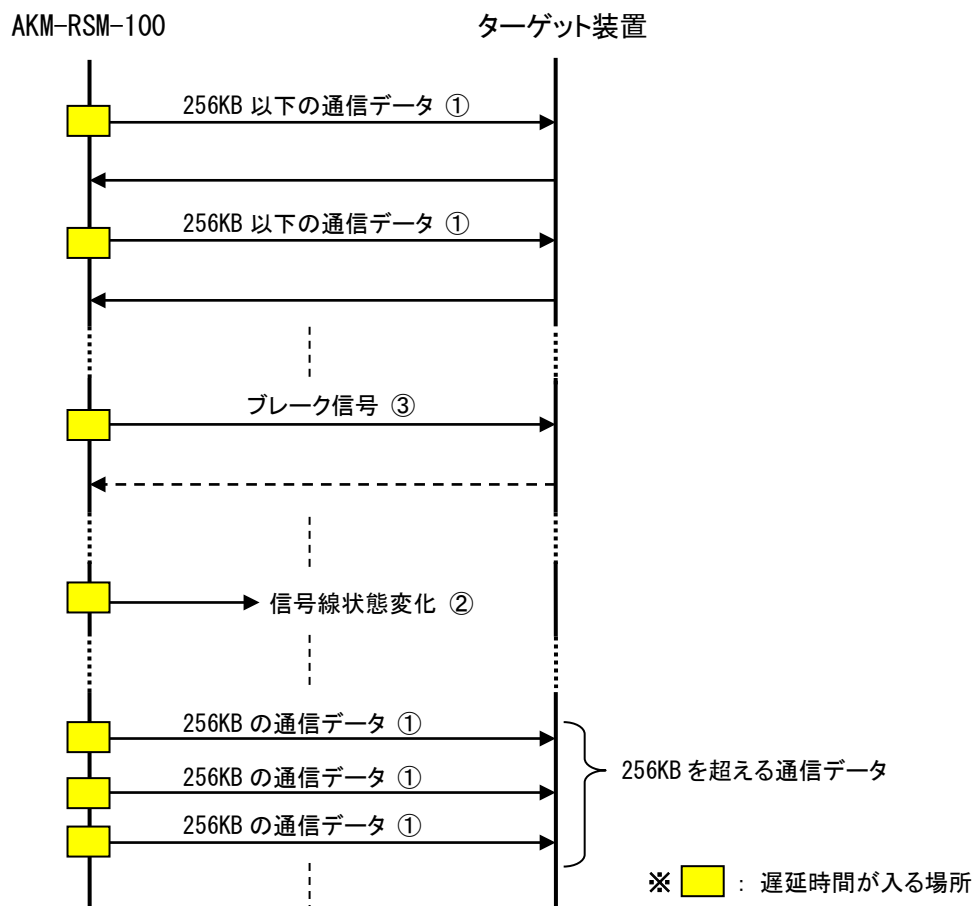 AKM-RSM-100
ターゲット装置
256KB 以下の通信データ ①
256KB 以下の通信データ ①
ブレーク信号 ③
信号線状態変化 ②
256KB の通信データ ①
256KB の通信データ ①
256KB の通信データ ①
256KB を超える通信データ
※ : 遅延時間が入る場所